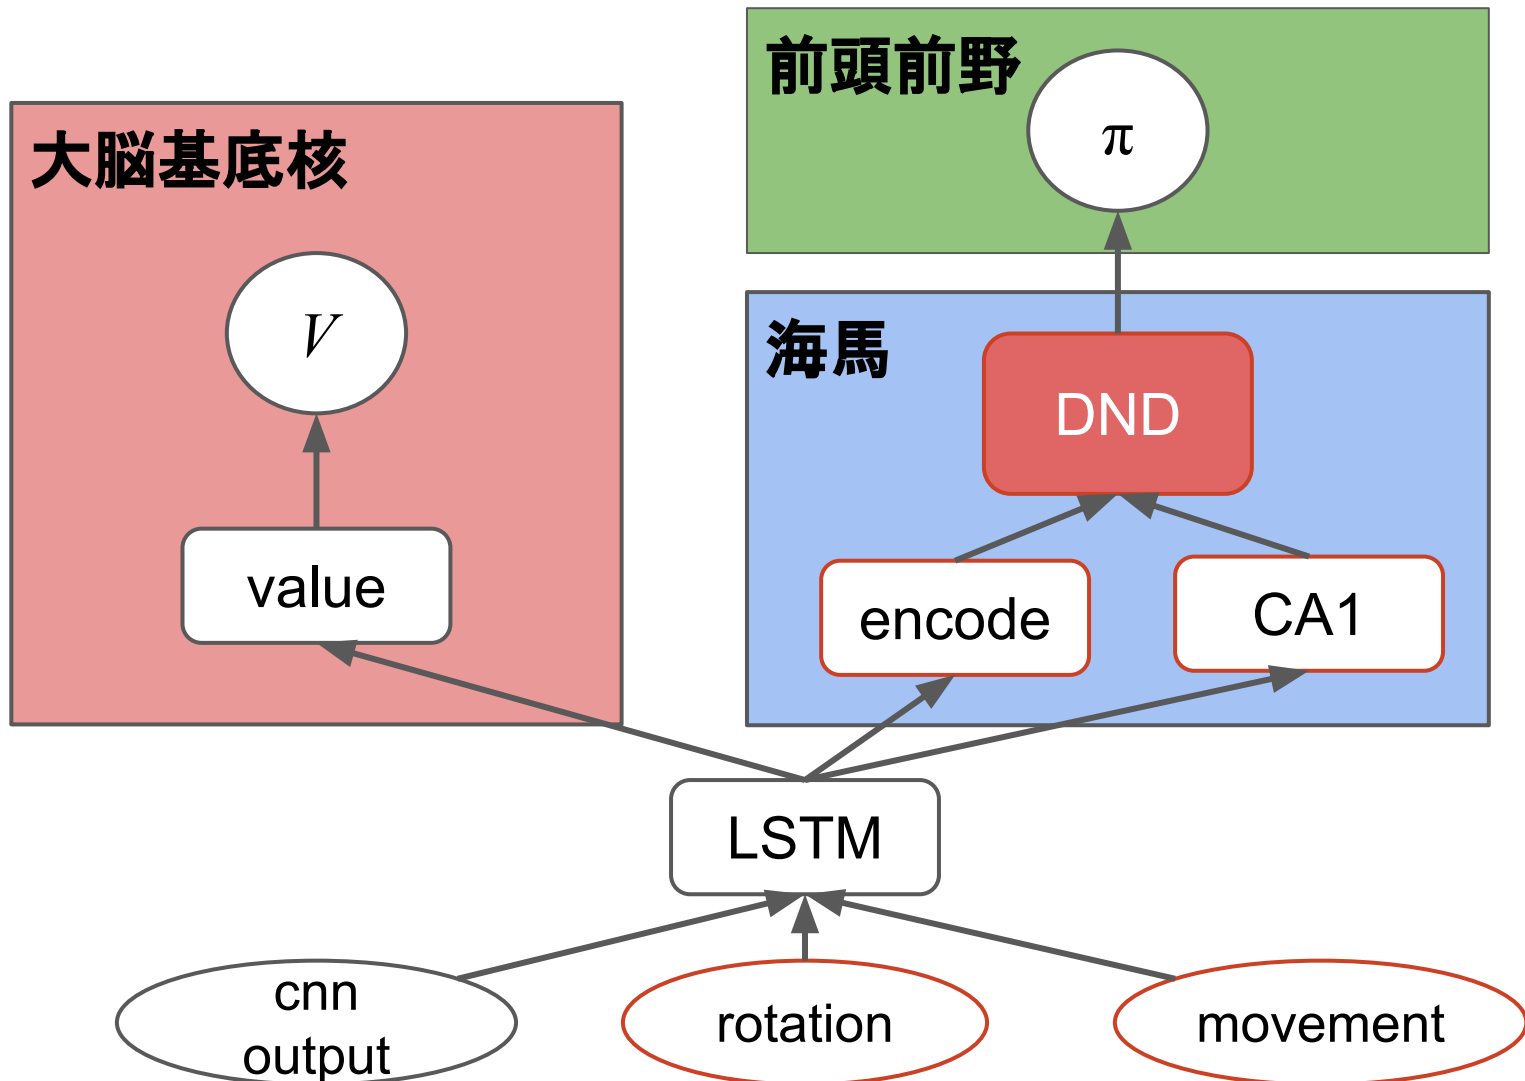 前頭前野
π
大脳基底核
V
海馬
DND
value
encode
CA1
LSTM
cnn
output
rotation
movement